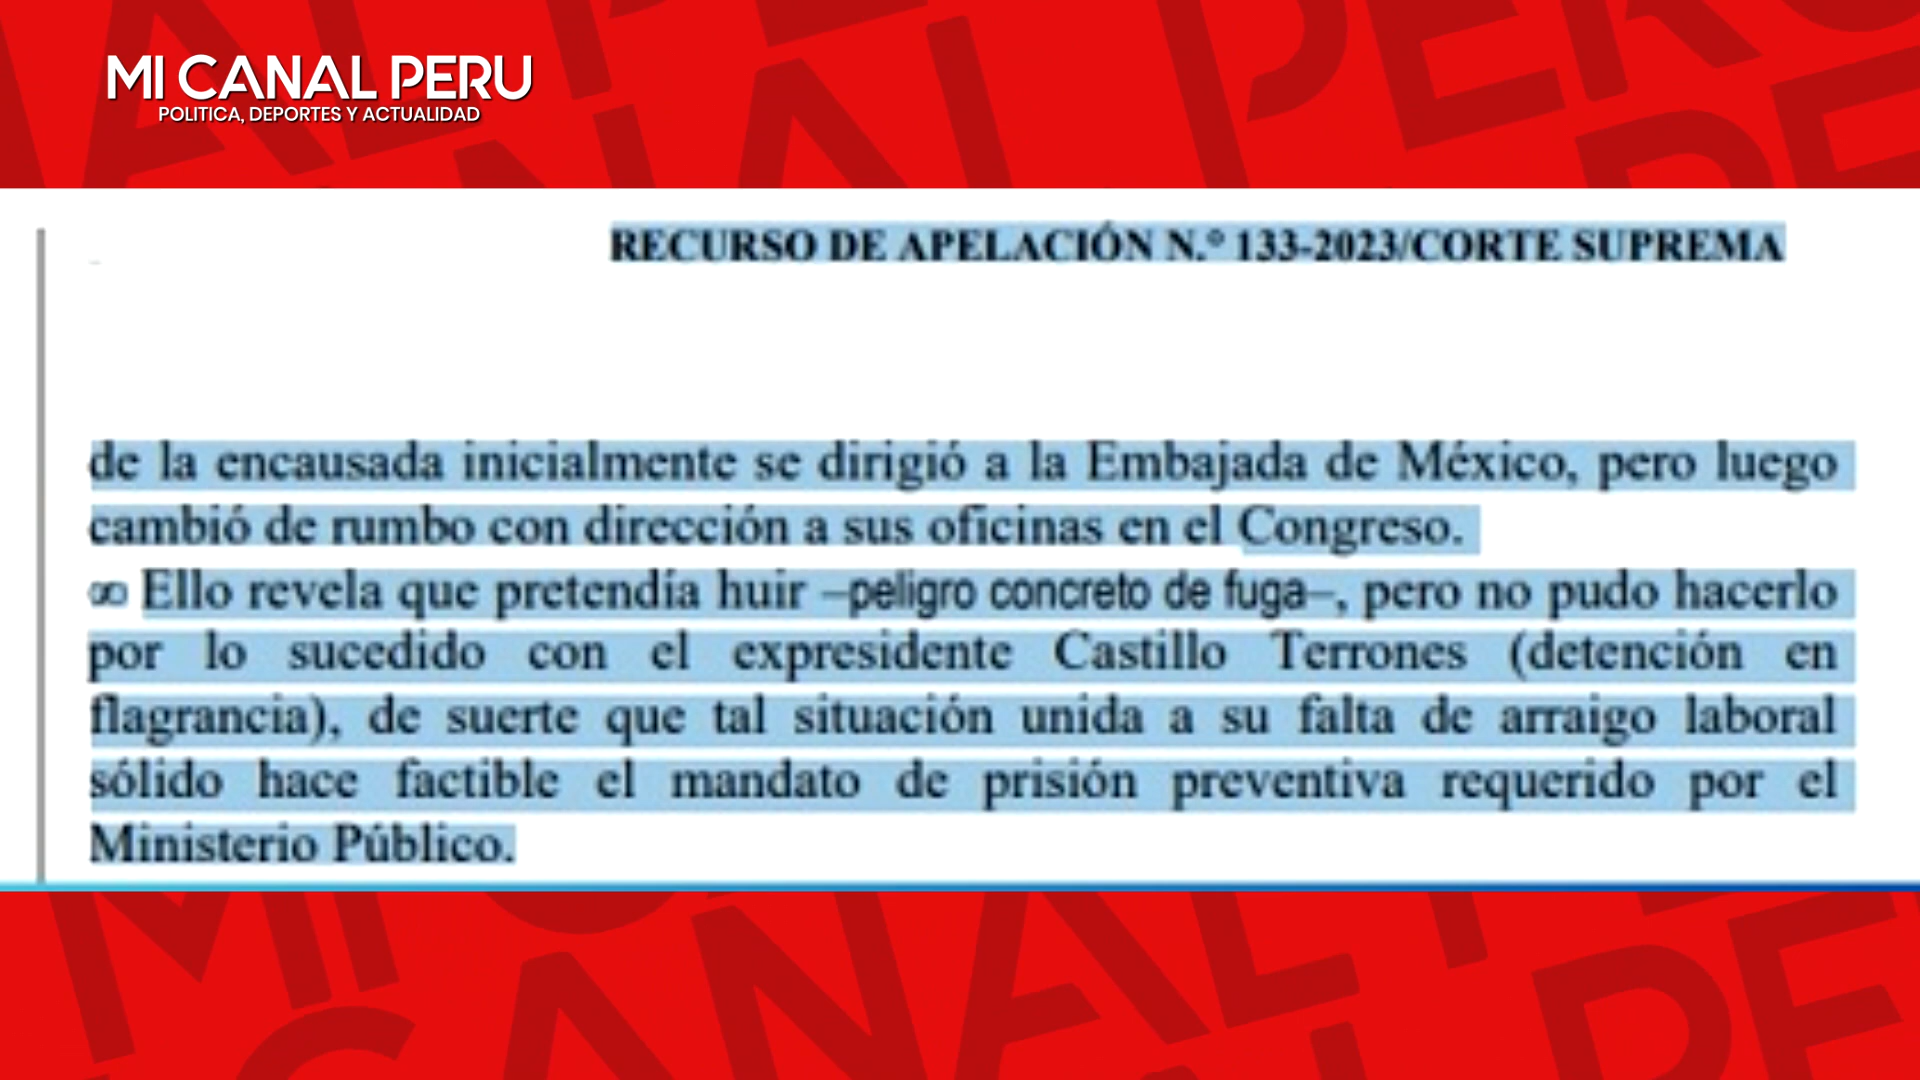 MI CANAL PERU
POLITICA, DEPORTES Y ACTUALIDAD
RECURSO DE APELACIÓN N.° 133-2023/CORTE SUPREMA
de la encausada inicialmente se dirigió a la Embajada de México, pero luego
cambió de rumbo con dirección a sus oficinas en el Congreso.
∞ Ello revela que pretendía huir –peligro concreto de fuga–, pero no pudo hacerlo
por lo sucedido con el expresidente Castillo Terrones (detención en
flagrancia), de suerte que tal situación unida a su falta de arraigo laboral
sólido hace factible el mandato de prisión preventiva requerido por el
Ministerio Público.